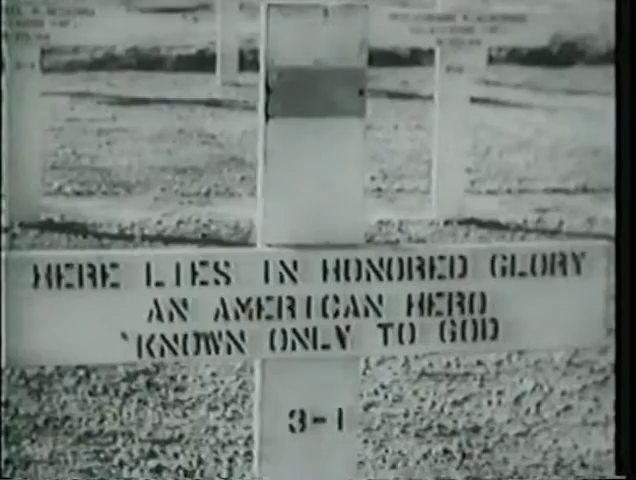 HERE LIES IN HONORED GLORY
AN AMERICAN HERO
KNOWN ONLY TO GOD
3-1